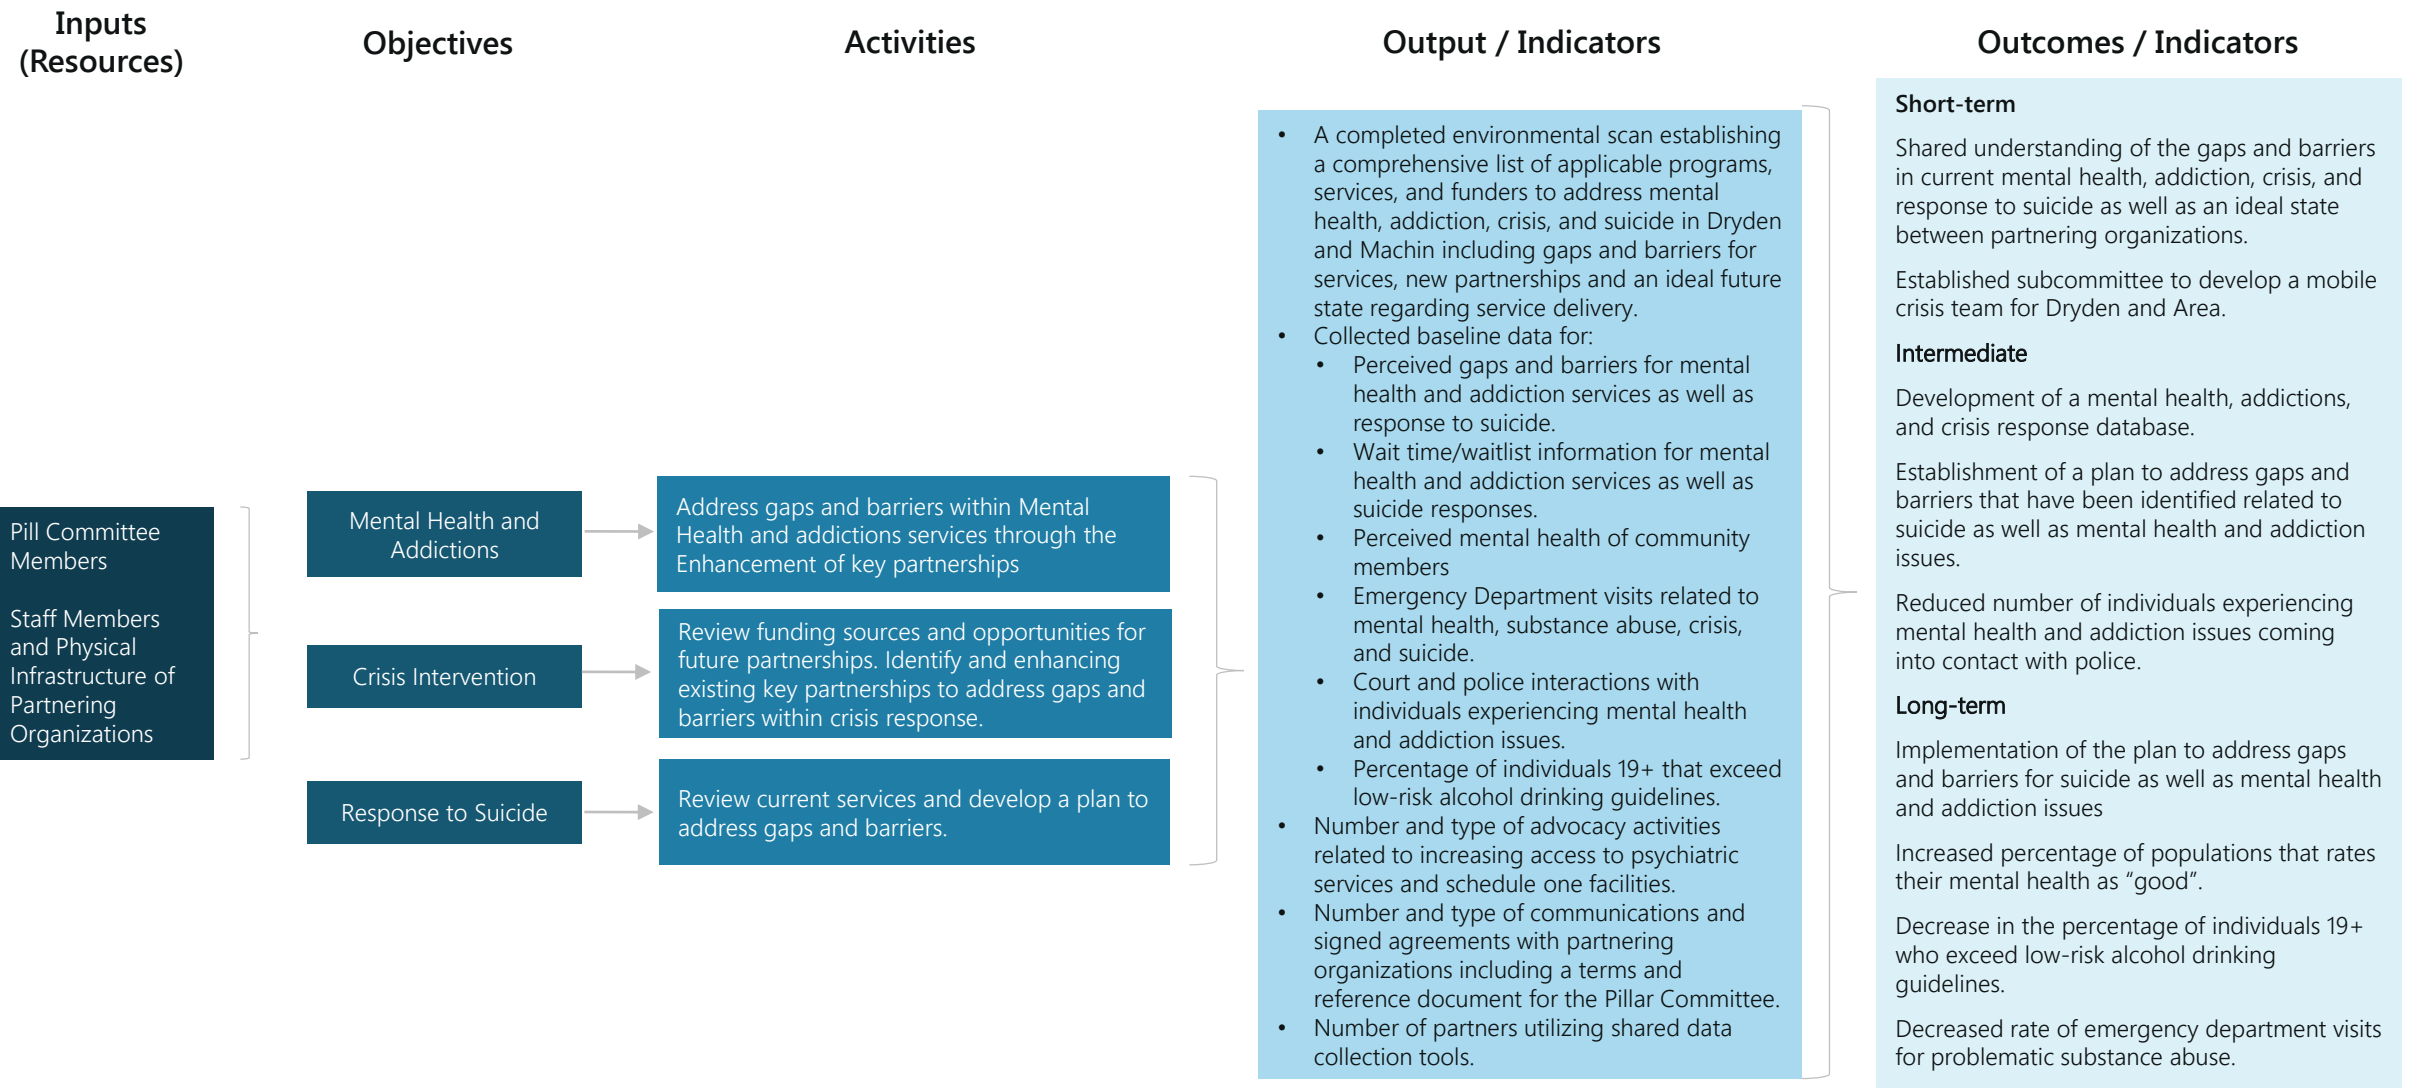 Inputs
(Resources)
Objectives
Activities
Output / Indicators
Outcomes / Indicators
Pill Committee
Members
Staff Members
and Physical
Infrastructure of
Partnering
Organizations
Mental Health and
Addictions
Crisis Intervention
Response to Suicide
Address gaps and barriers within Mental
Health and addictions services through the
Enhancement of key partnerships
Review funding sources and opportunities for
future partnerships. Identify and enhancing
existing key partnerships to address gaps and
barriers within crisis response.
Review current services and develop a plan to
address gaps and barriers.
• A completed environmental scan establishing
a comprehensive list of applicable programs,
services, and funders to address mental
health, addiction, crisis, and suicide in Dryden
and Machin including gaps and barriers for
services, new partnerships and an ideal future
state regarding service delivery.
• Collected baseline data for:
• Perceived gaps and barriers for mental
health and addiction services as well as
response to suicide.
• Wait time/waitlist information for mental
health and addiction services as well as
suicide responses.
• Perceived mental health of community
members
• Emergency Department visits related to
mental health, substance abuse, crisis,
and suicide.
• Court and police interactions with
individuals experiencing mental health
and addiction issues.
• Percentage of individuals 19+ that exceed
low-risk alcohol drinking guidelines.
• Number and type of advocacy activities
related to increasing access to psychiatric
services and schedule one facilities.
• Number and type of communications and
signed agreements with partnering
organizations including a terms and
reference document for the Pillar Committee.
• Number of partners utilizing shared data
collection tools.
Short-term
Shared understanding of the gaps and barriers
in current mental health, addiction, crisis, and
response to suicide as well as an ideal state
between partnering organizations.
Established subcommittee to develop a mobile
crisis team for Dryden and Area.
Intermediate
Development of a mental health, addictions,
and crisis response database.
Establishment of a plan to address gaps and
barriers that have been identified related to
suicide as well as mental health and addiction
issues.
Reduced number of individuals experiencing
mental health and addiction issues coming
into contact with police.
Long-term
Implementation of the plan to address gaps
and barriers for suicide as well as mental health
and addiction issues
Increased percentage of populations that rates
their mental health as “good”.
Decrease in the percentage of individuals 19+
who exceed low-risk alcohol drinking
guidelines.
Decreased rate of emergency department visits
for problematic substance abuse.